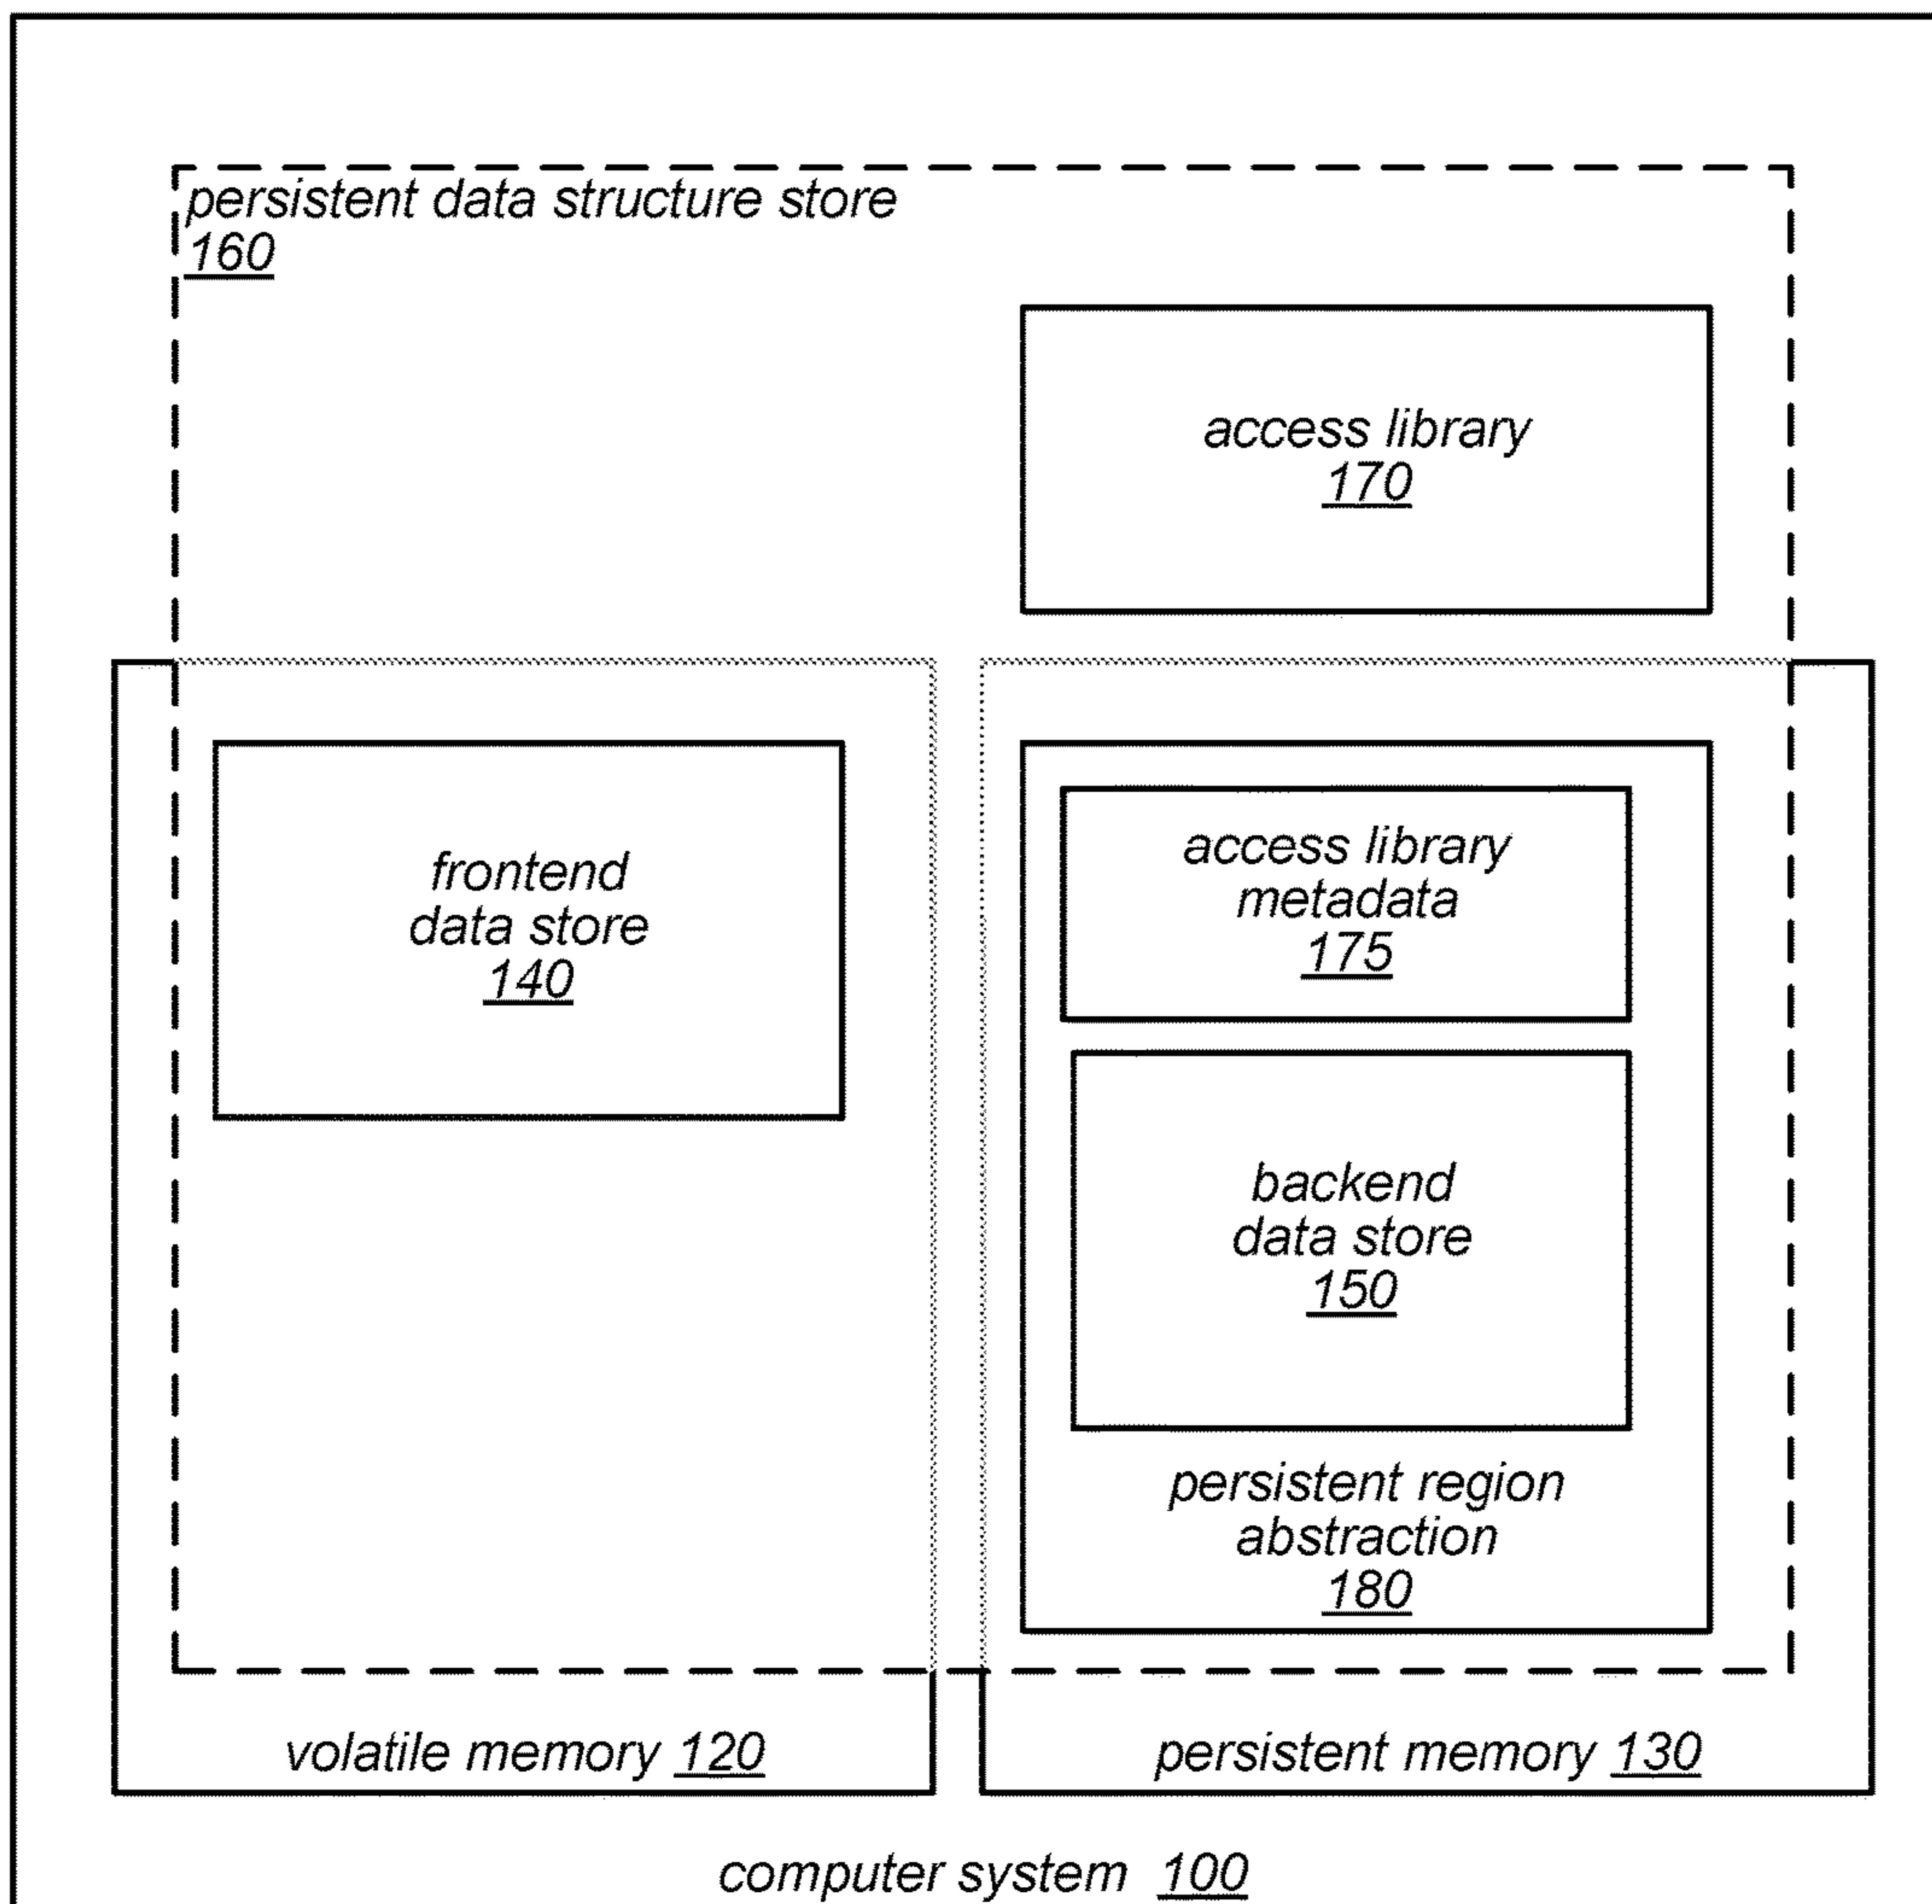 persistent data structure store
160
access library
170
frontend
data store
140
access library
metadata
175
backend
data store
150
persistent region
abstraction
180
volatile memory 120
persistent memory 130
computer system 100